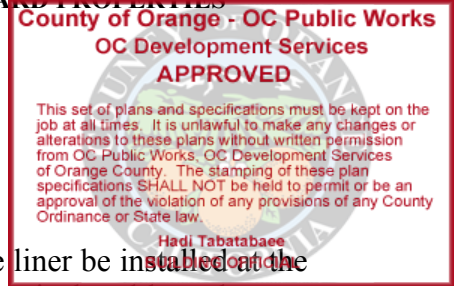 ARD PROPERTIES
County of Orange - OC Public Works
OC Development Services
APPROVED
This set of plans and specifications must be kept on the
job at all times. It is unlawful to make any changes or
alterations to these plans without written permission
from OC Public Works, OC Development Services
of Orange County. The stamping of these plan
specifications SHALL NOT be held to permit or be an
approval of the violation of any provisions of any County
Ordinance or State law.
Hadi Tabatabaee
BUILDING OFFICIAL
e liner be installed at the